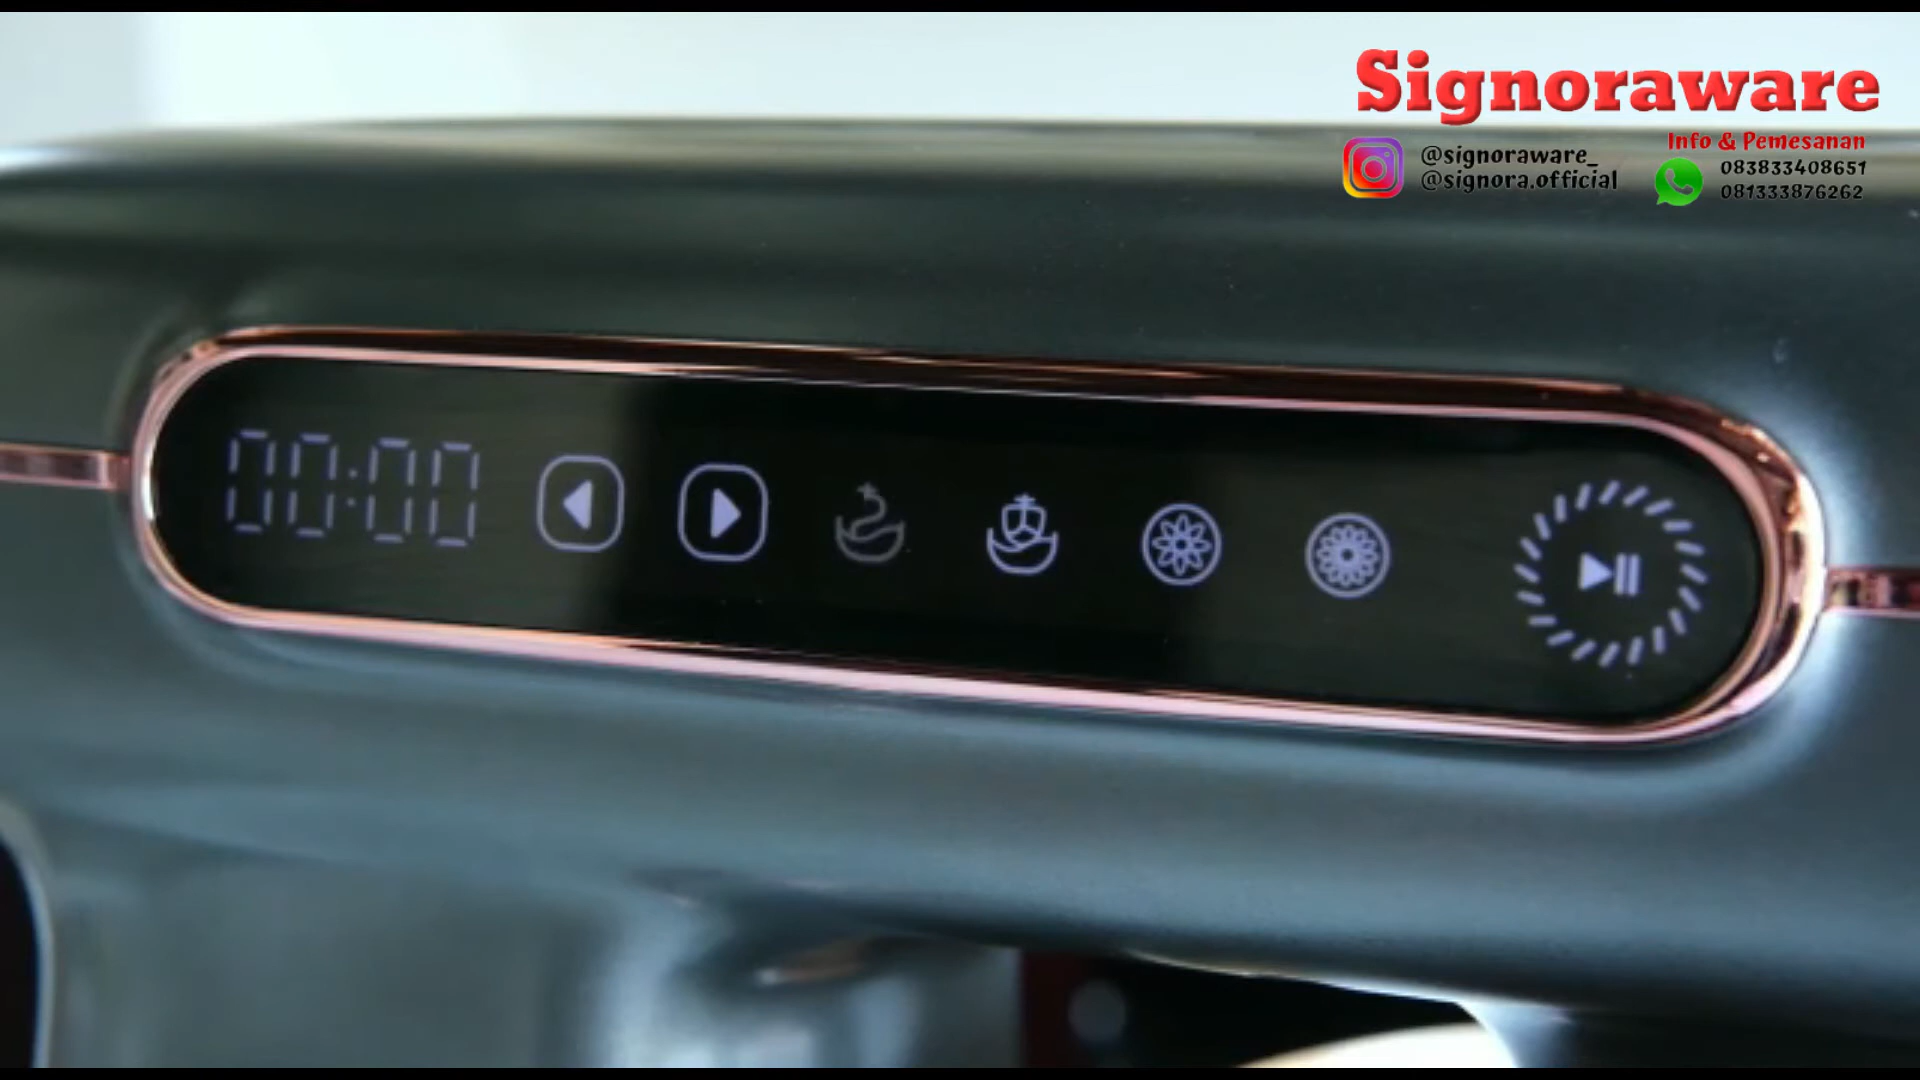 Signoraware
Info & Pemesanan
@signoraware_
@signora.official
083833408651
081333876262
00:00